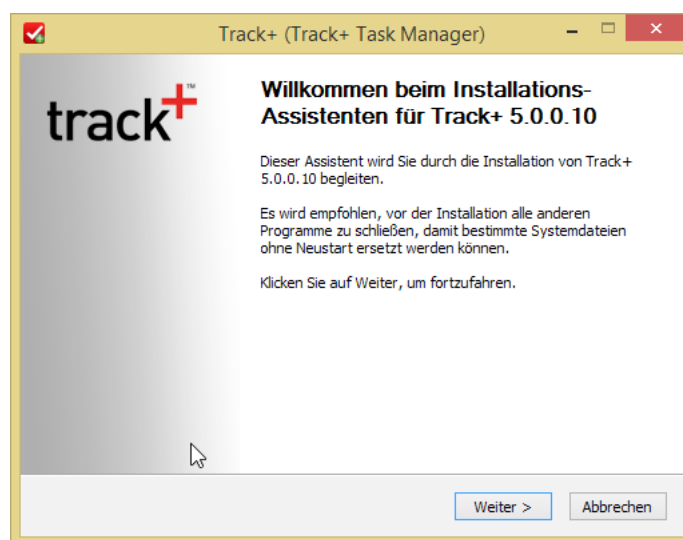 Track+ (Track+ Task Manager)
track+™
Willkommen beim Installations-
Assistenten für Track+ 5.0.0.10
Dieser Assistent wird Sie durch die Installation von Track+
5.0.0.10 begleiten.
Es wird empfohlen, vor der Installation alle anderen
Programme zu schließen, damit bestimmte Systemdateien
ohne Neustart ersetzt werden können.
Klicken Sie auf Weiter, um fortzufahren.
Weiter >
Abbrechen